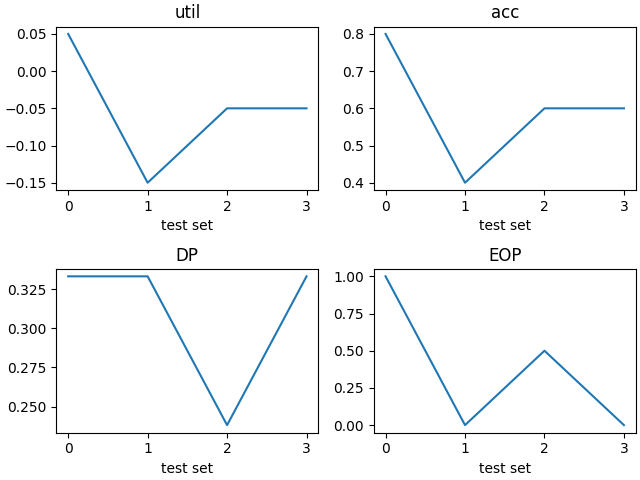 util
0.05
0.00
−0.05
−0.10
−0.15
0 1 2 3
test set
acc
0.8
0.7
0.6
0.5
0.4
0 1 2 3
test set
DP
0.325
0.300
0.275
0.250
0 1 2 3
test set
EOP
1.00
0.75
0.50
0.25
0.00
0 1 2 3
test set